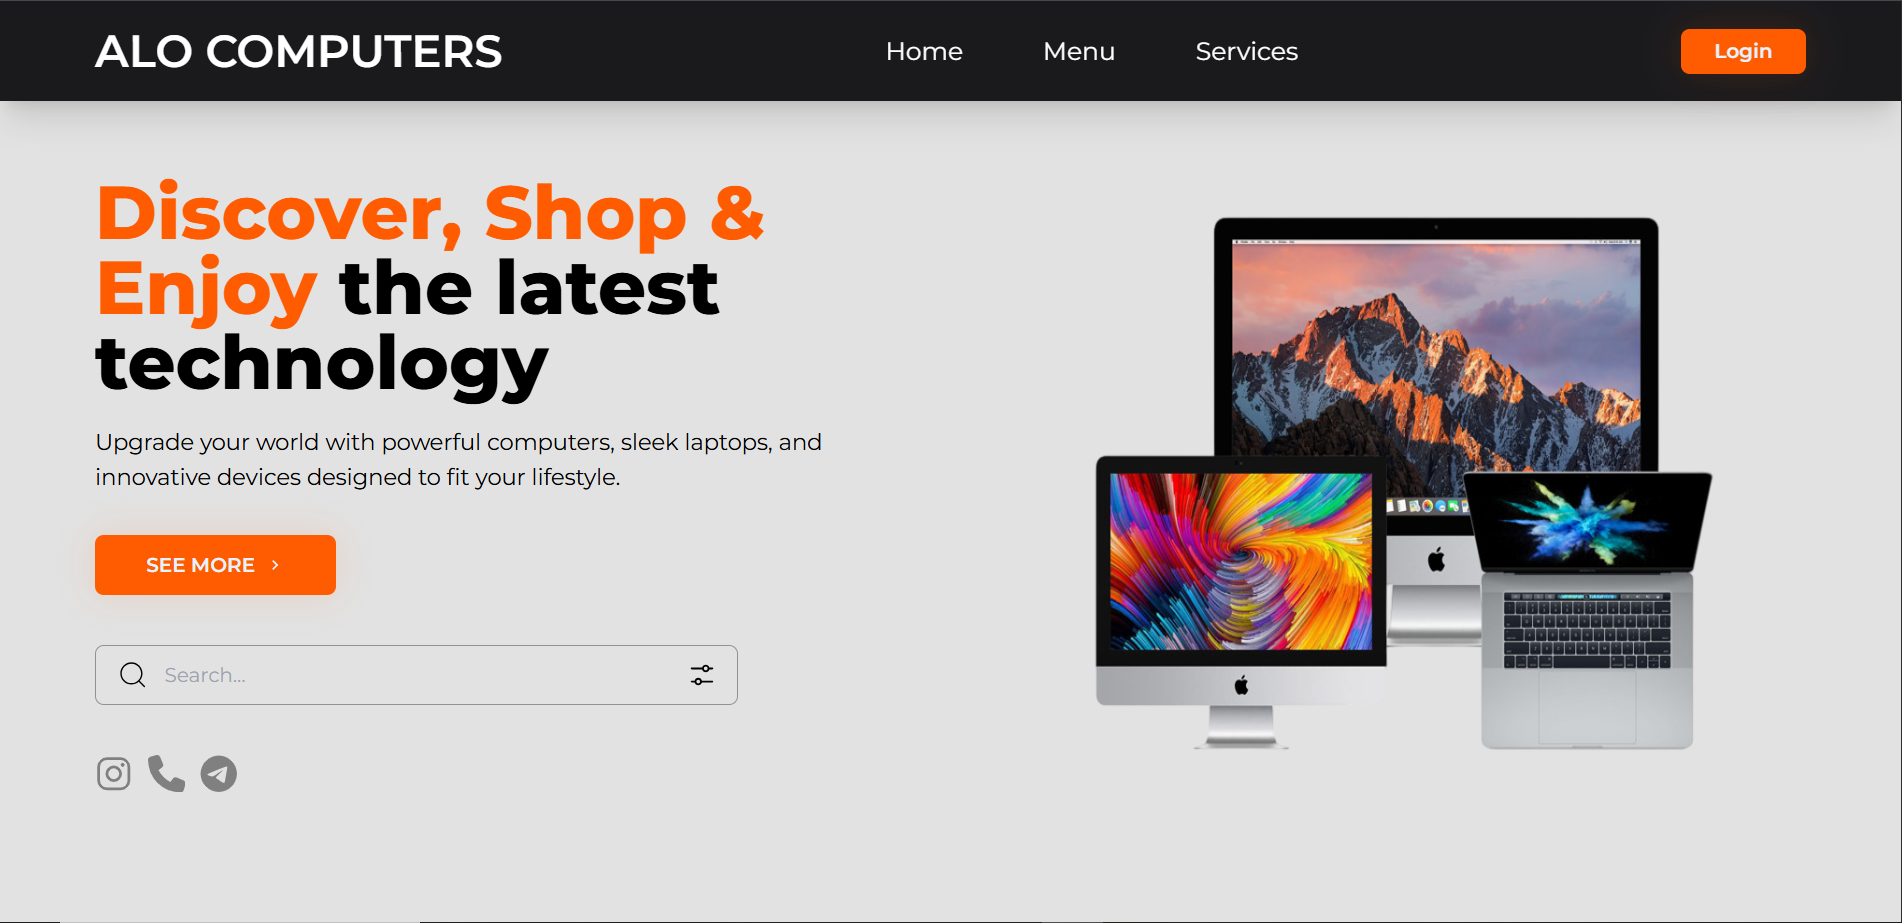 ALO COMPUTERS
Home Menu Services
Login
Discover, Shop &
Enjoy the latest
technology
Upgrade your world with powerful computers, sleek laptops, and
innovative devices designed to fit your lifestyle.
SEE MORE
Search...